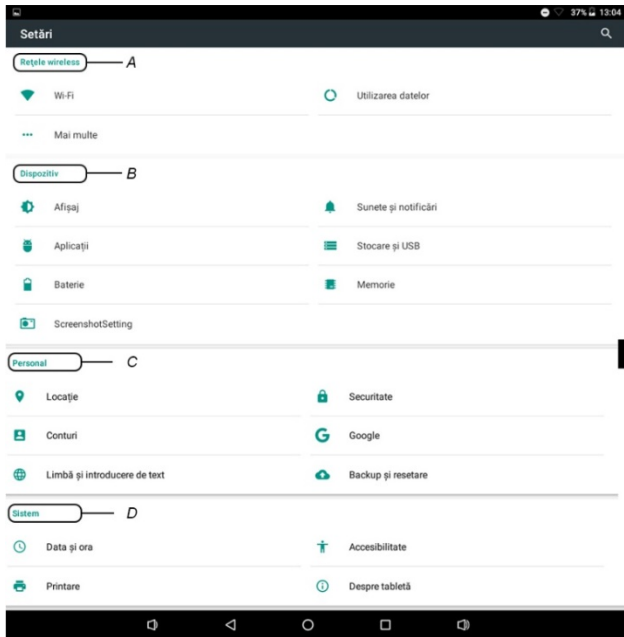 37% 13:04
Setări
Rețele wireless A
Wi-Fi Utilizarea datelor
Mai multe
Dispozitiv B
Afișaj Sunete și notificări
Aplicații Stocare și USB
Baterie Memorie
ScreenshotSetting
Personal C
Locație Securitate
Conturi Google
Limbă și introducere de text Backup și resetare
Sistem D
Data și ora Accesibilitate
Printare Despre tabletă